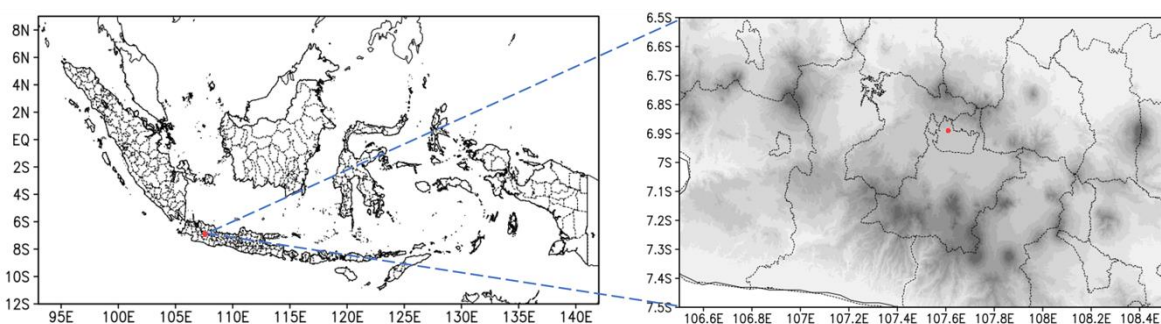 8N
6N
4N
2N
EQ
2S
4S
6S
8S
10S
12S
95E 100E 105E 110E 115E 120E 125E 130E 135E 140E
6.5S
6.6S
6.7S
6.8S
6.9S
7S
7.1S
7.2S
7.3S
7.4S
7.5S
106.6E 106.8E 107E 107.2E 107.4E 107.6E 107.8E 108E 108.2E 108.4E